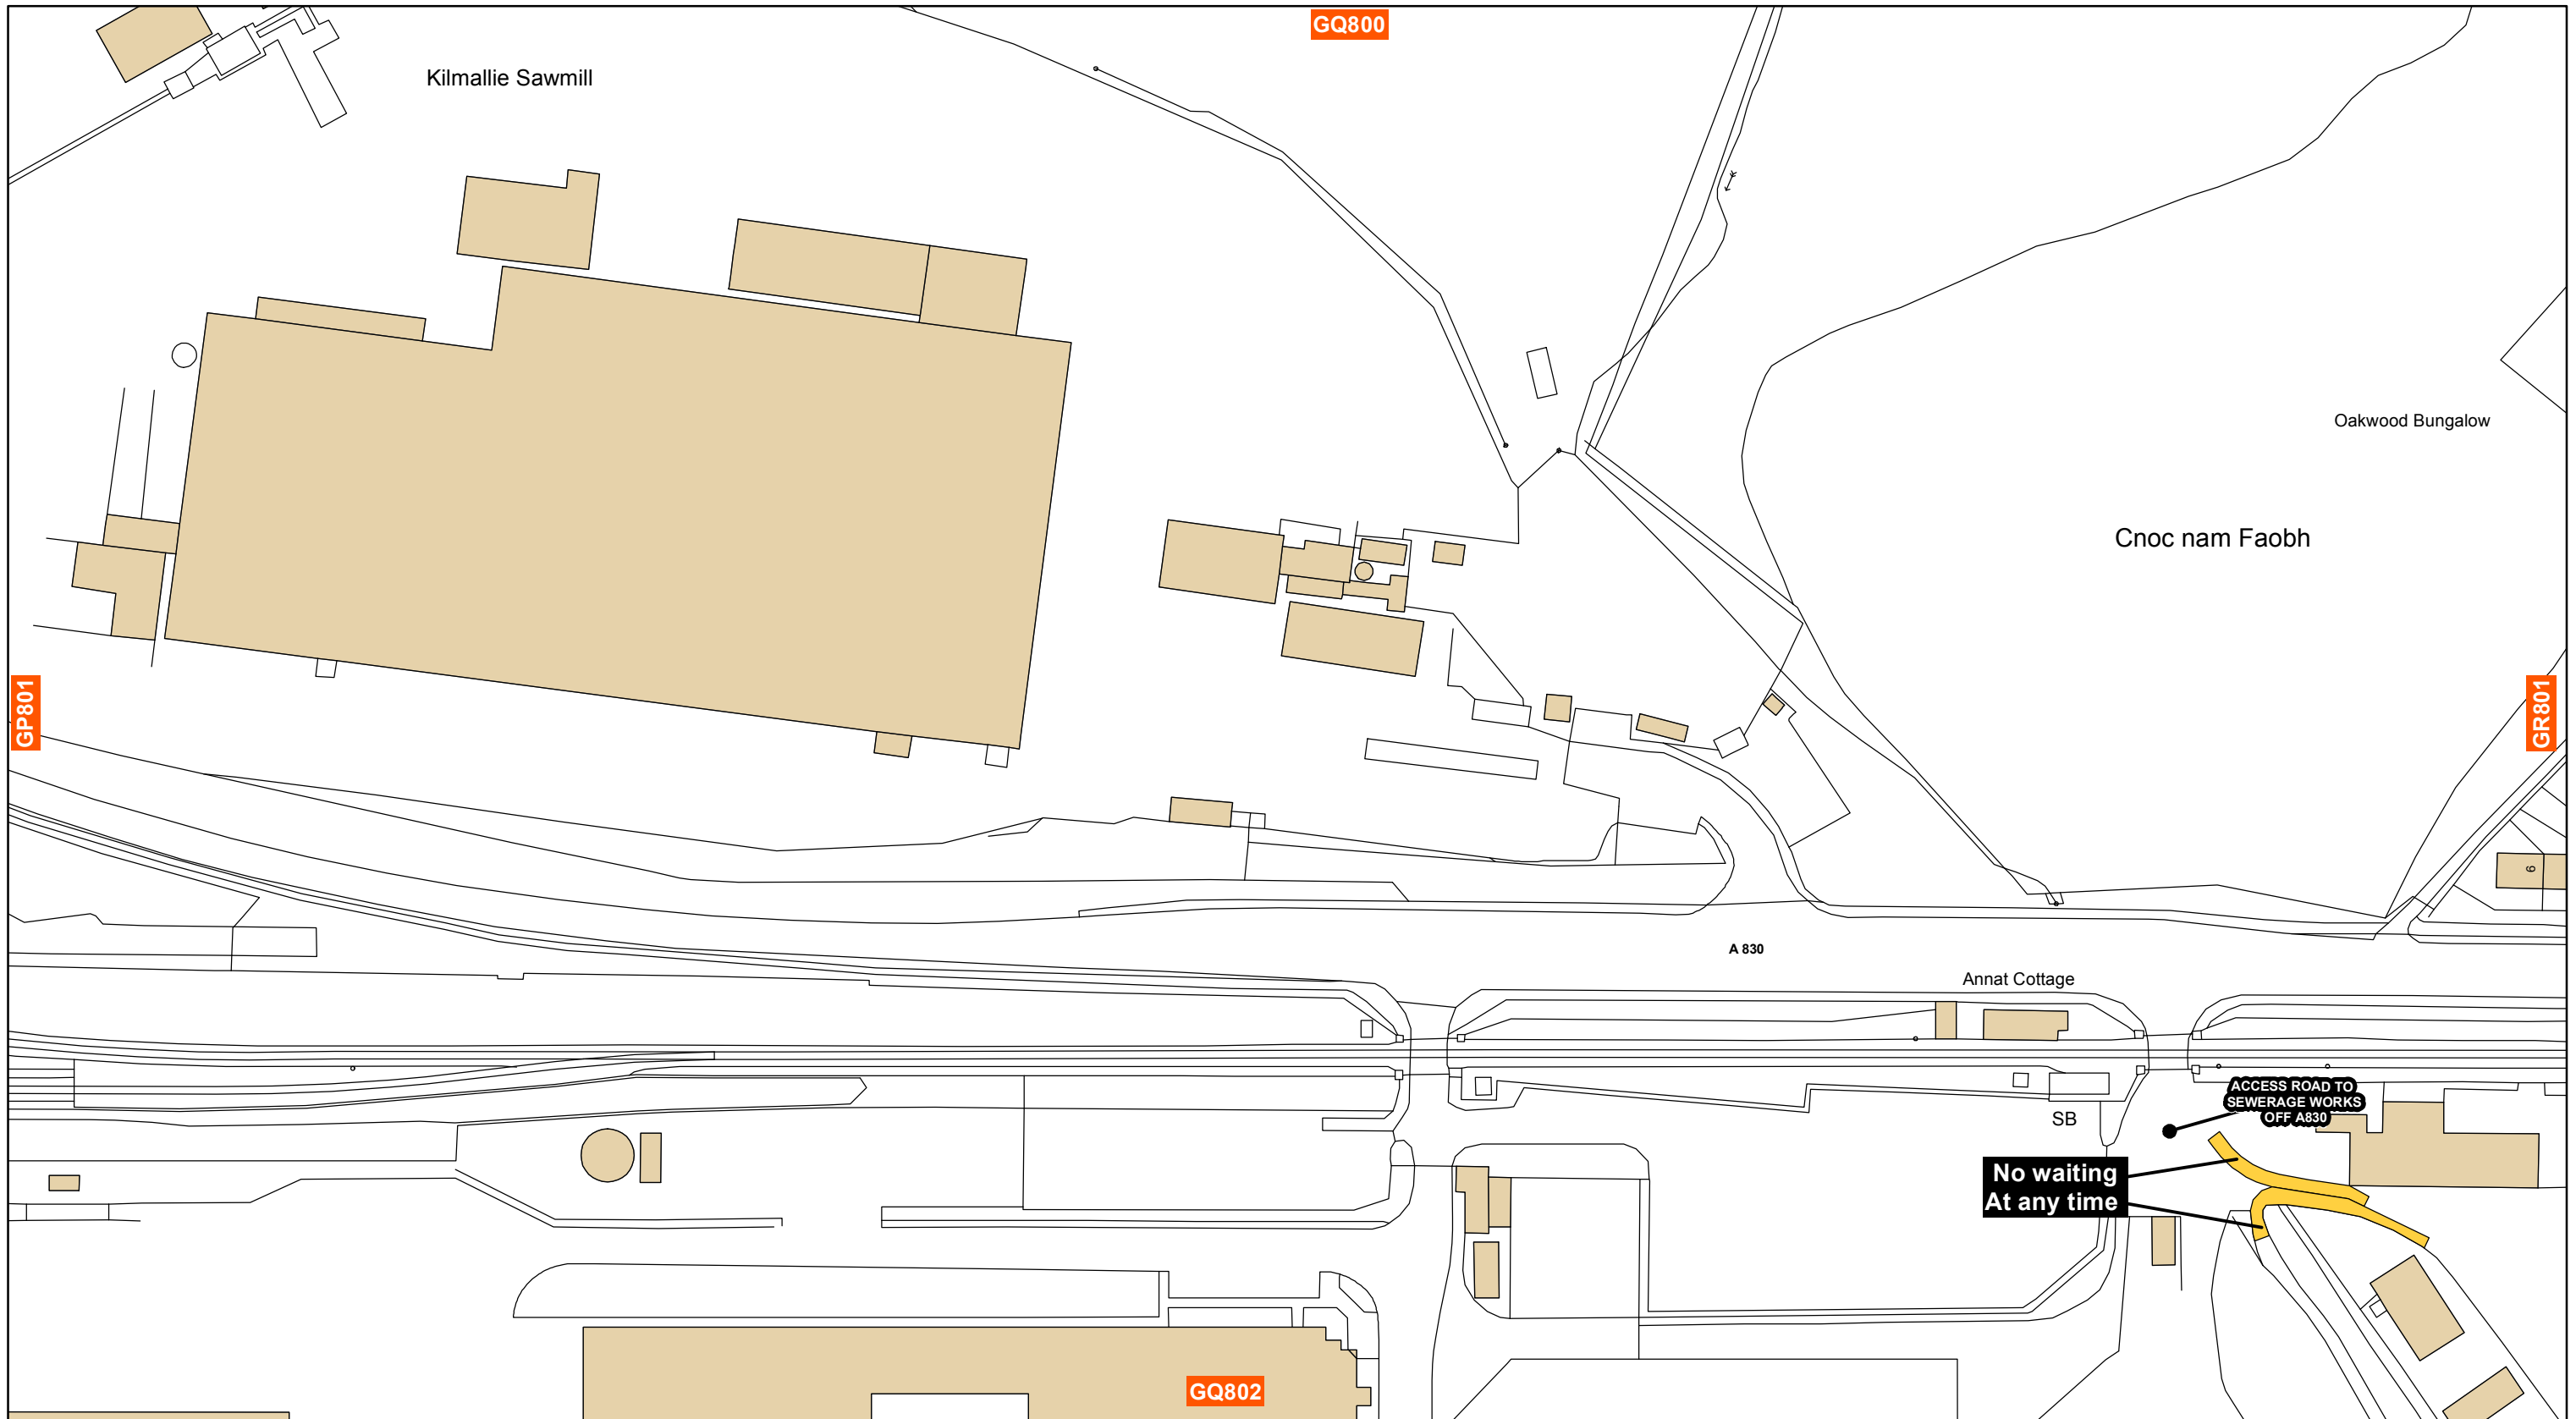 GQ800
Kilmallie Sawmill
Oakwood Bungalow
Cnoc nam Faobh
GP801
GR801
6
A 830
Annat Cottage
ACCESS ROAD TO
SEWERAGE WORKS
OFF A830
SB
No waiting
At any time
GQ802